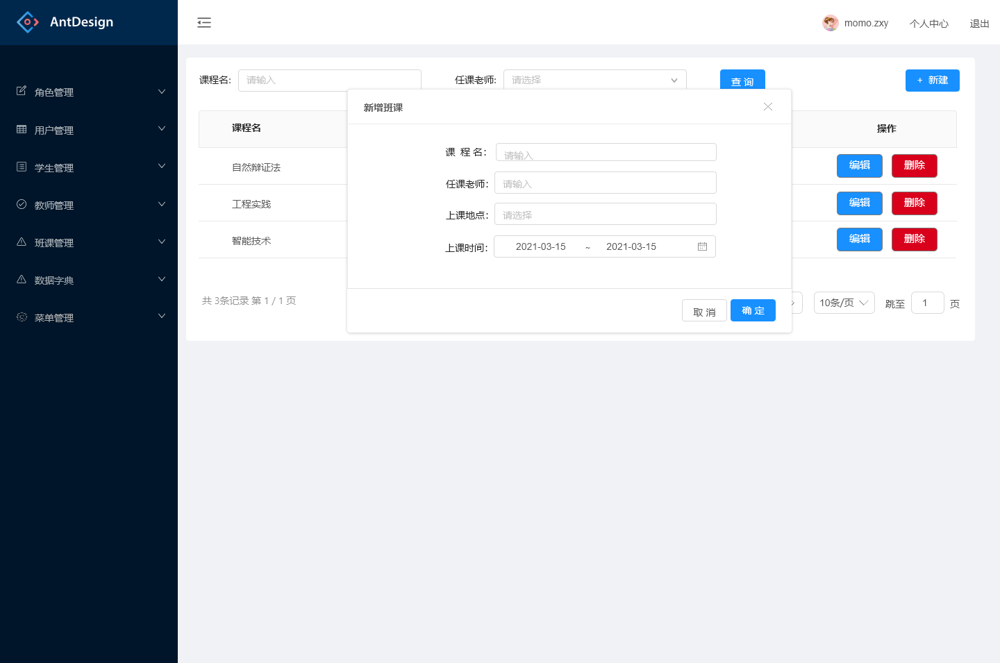 AntDesign
momo.zxy 个人中心 退出
角色管理
用户管理
学生管理
教师管理
班课管理
数据字典
菜单管理
课程名: 请输入 任课老师: 请选择 查 询 + 新建
课程名 操作
自然辩证法 编辑 删除
工程实践 编辑 删除
智能技术 编辑 删除
共 3条记录 第 1 / 1 页 10条/页 跳至 1 页
新增班课
课 程 名: 请输入
任课老师: 请输入
上课地点: 请选择
上课时间: 2021-03-15 ~ 2021-03-15
取 消 确 定